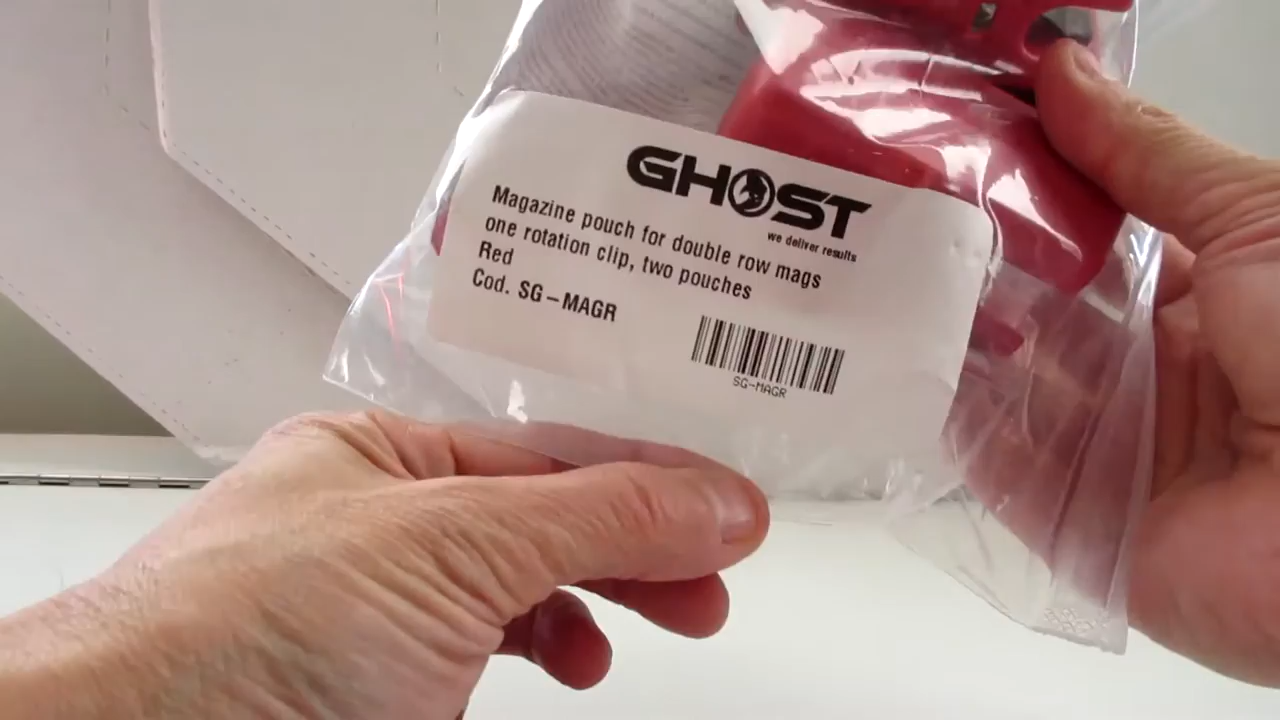 GHOST
we deliver results
Magazine pouch for double row mags
one rotation clip, two pouches
Red
Cod. SG-MAGR
SG-MAGR